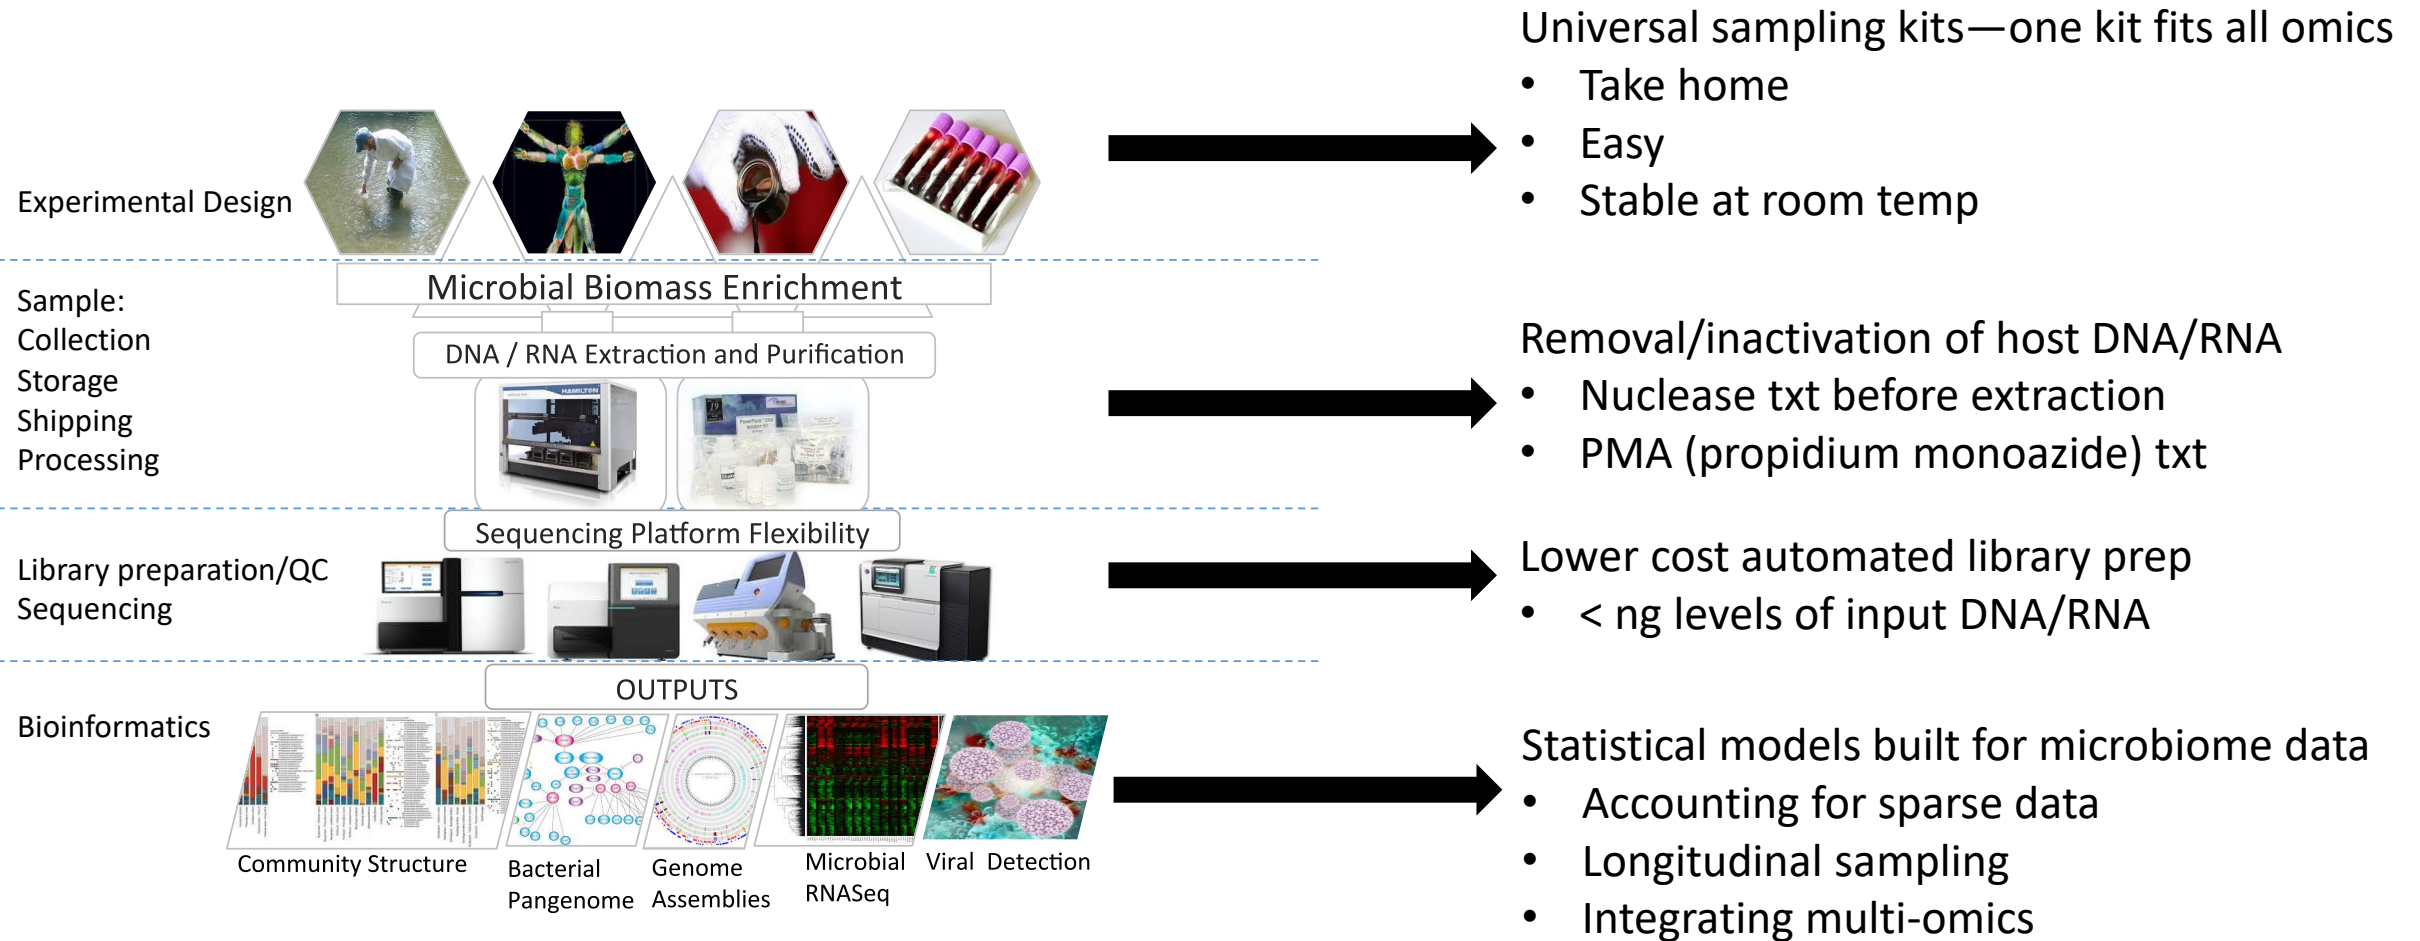 Universal sampling kits—one kit fits all omics
• Take home
• Easy
• Stable at room temp
Experimental Design
Microbial Biomass Enrichment
Sample:
Collection
Storage
Shipping
Processing
DNA / RNA Extraction and Purification
HAMILTON
Removal/inactivation of host DNA/RNA
• Nuclease txt before extraction
• PMA (propidium monoazide) txt
Sequencing Platform Flexibility
Library preparation/QC
Sequencing
Lower cost automated library prep
• < ng levels of input DNA/RNA
OUTPUTS
Bioinformatics
Community Structure
Bacterial
Pangenome
Genome
Assemblies
Microbial
RNASeq
Viral Detection
Statistical models built for microbiome data
• Accounting for sparse data
• Longitudinal sampling
• Integrating multi-omics